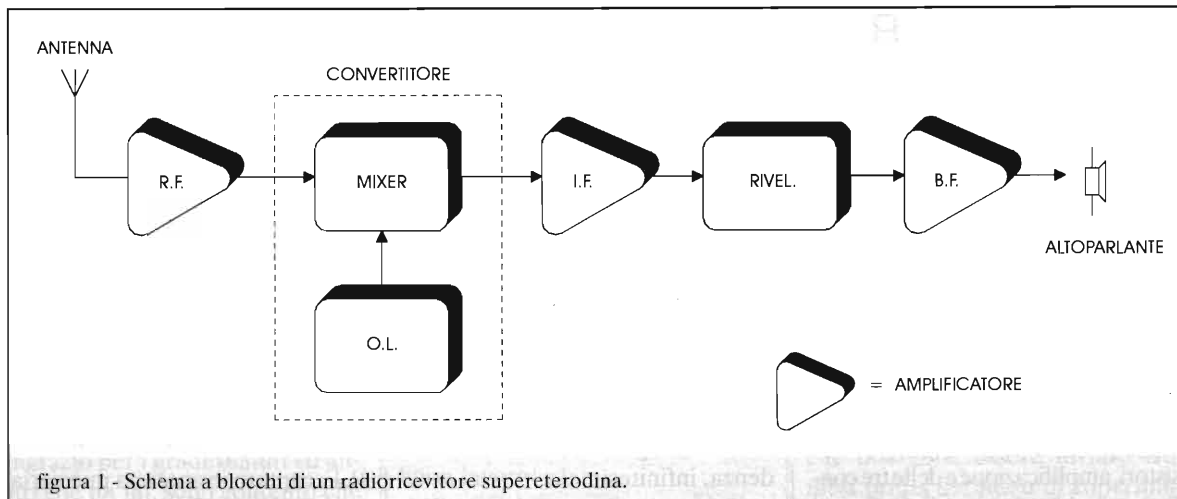 ANTENNA
CONVERTITORE
R.F.
MIXER
I.F.
RIVEL.
B.F.
ALTOPARLANTE
O.L.
= AMPLIFICATORE
figura 1 - Schema a blocchi di un radioricevitore supereterodina.